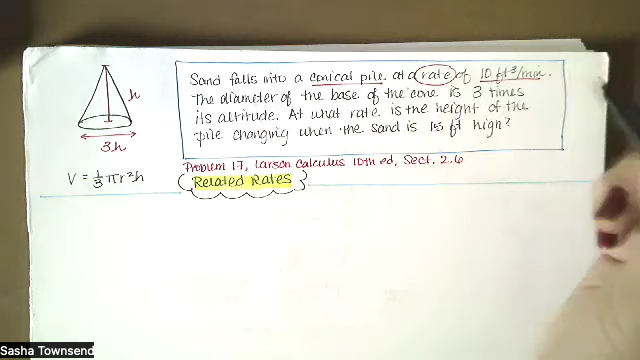 Sand falls into a conical pile at a rate of 10 ft³/min.
The diameter of the base of the cone is 3 times
its altitude. At what rate is the height of the
pile changing when the sand is 15 ft high?
h
3h
V = 1/3 πr²h
Problem 17, Larson Calculus 10th ed, Sect. 2.6
Related Rates
Sasha Townsend